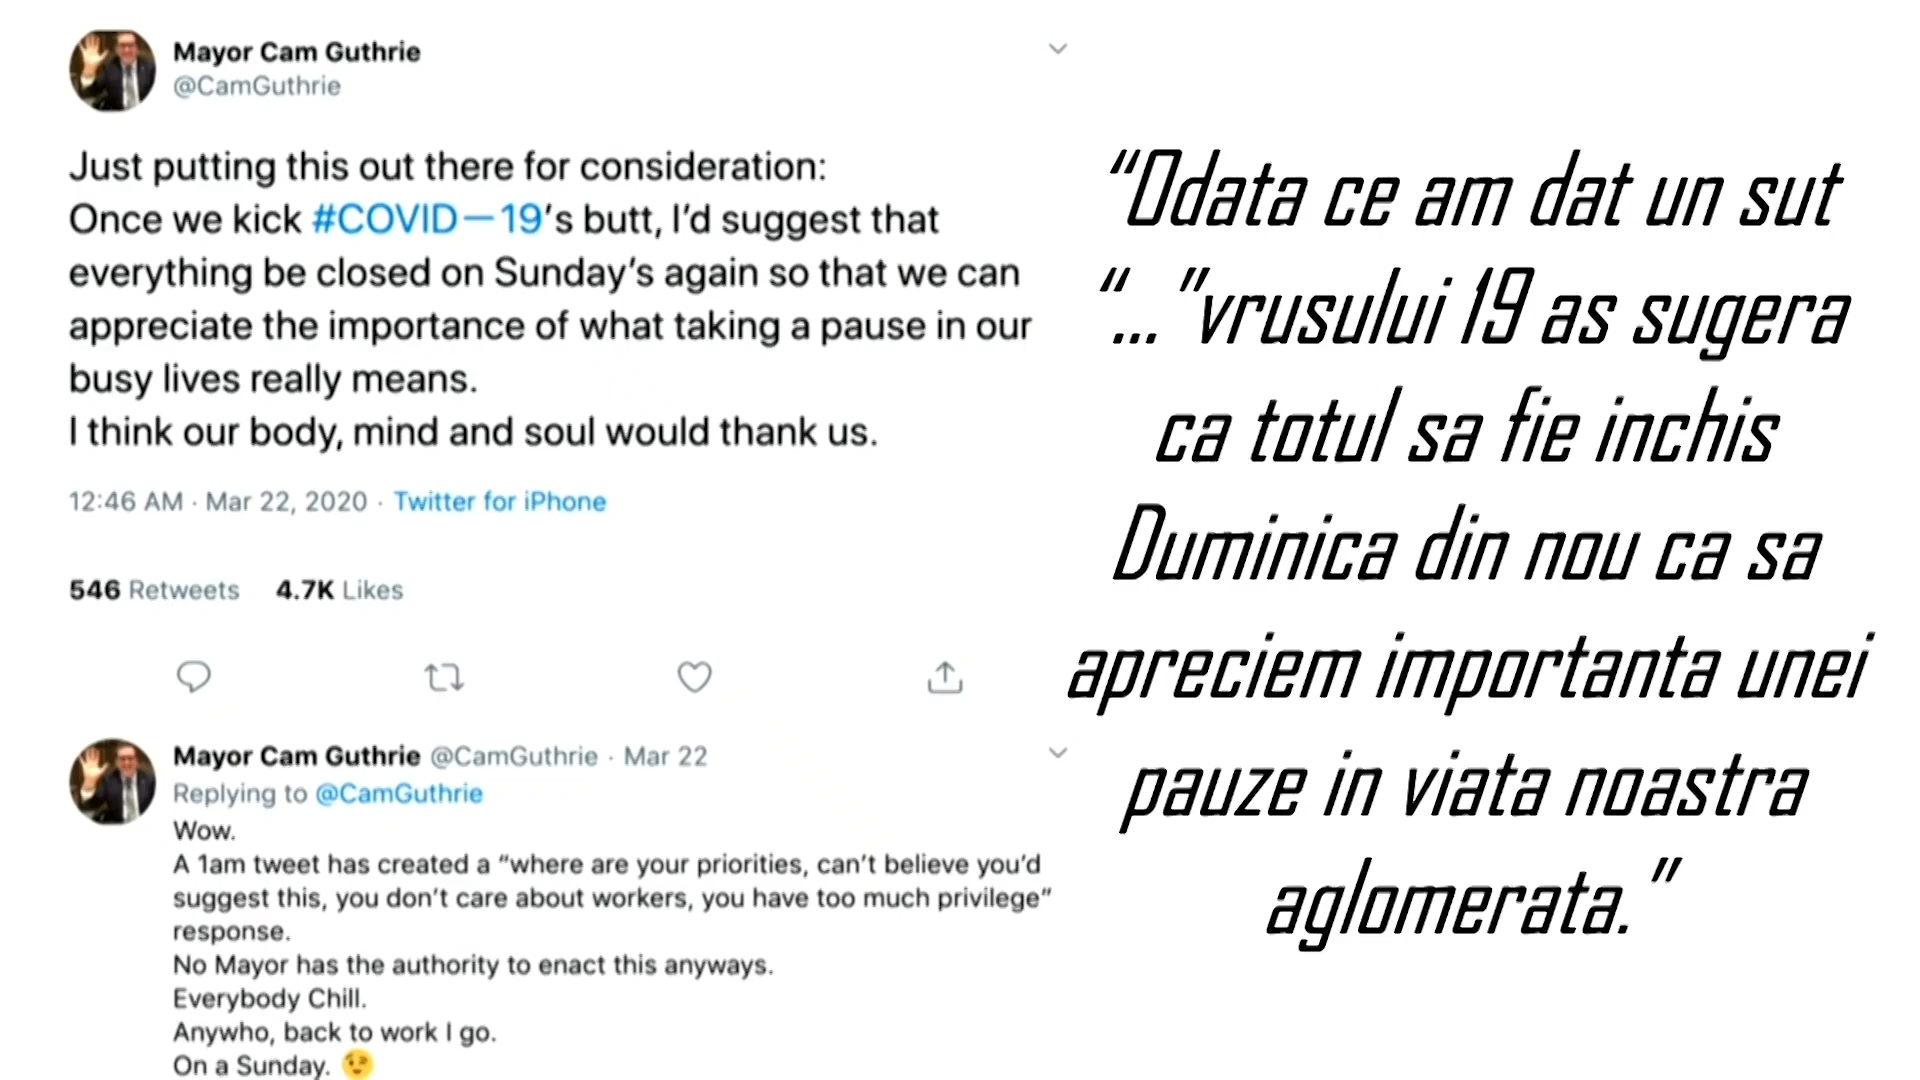 Mayor Cam Guthrie
@CamGuthrie
Just putting this out there for consideration:
Once we kick #COVID—19's butt, I'd suggest that
everything be closed on Sunday's again so that we can
appreciate the importance of what taking a pause in our
busy lives really means.
I think our body, mind and soul would thank us.
12:46 AM · Mar 22, 2020 · Twitter for iPhone
546 Retweets 4.7K Likes
Mayor Cam Guthrie @CamGuthrie · Mar 22
Replying to @CamGuthrie
Wow.
A 1am tweet has created a "where are your priorities, can't believe you'd
suggest this, you don't care about workers, you have too much privilege"
response.
No Mayor has the authority to enact this anyways.
Everybody Chill.
Anywho, back to work I go.
On a Sunday. 😉
"Odata ce am dat un sut
"..."vrusului 19 as sugera
ca totul sa fie inchis
Duminica din nou ca sa
apreciem importanta unei
pauze in viata noastra
aglomerata."